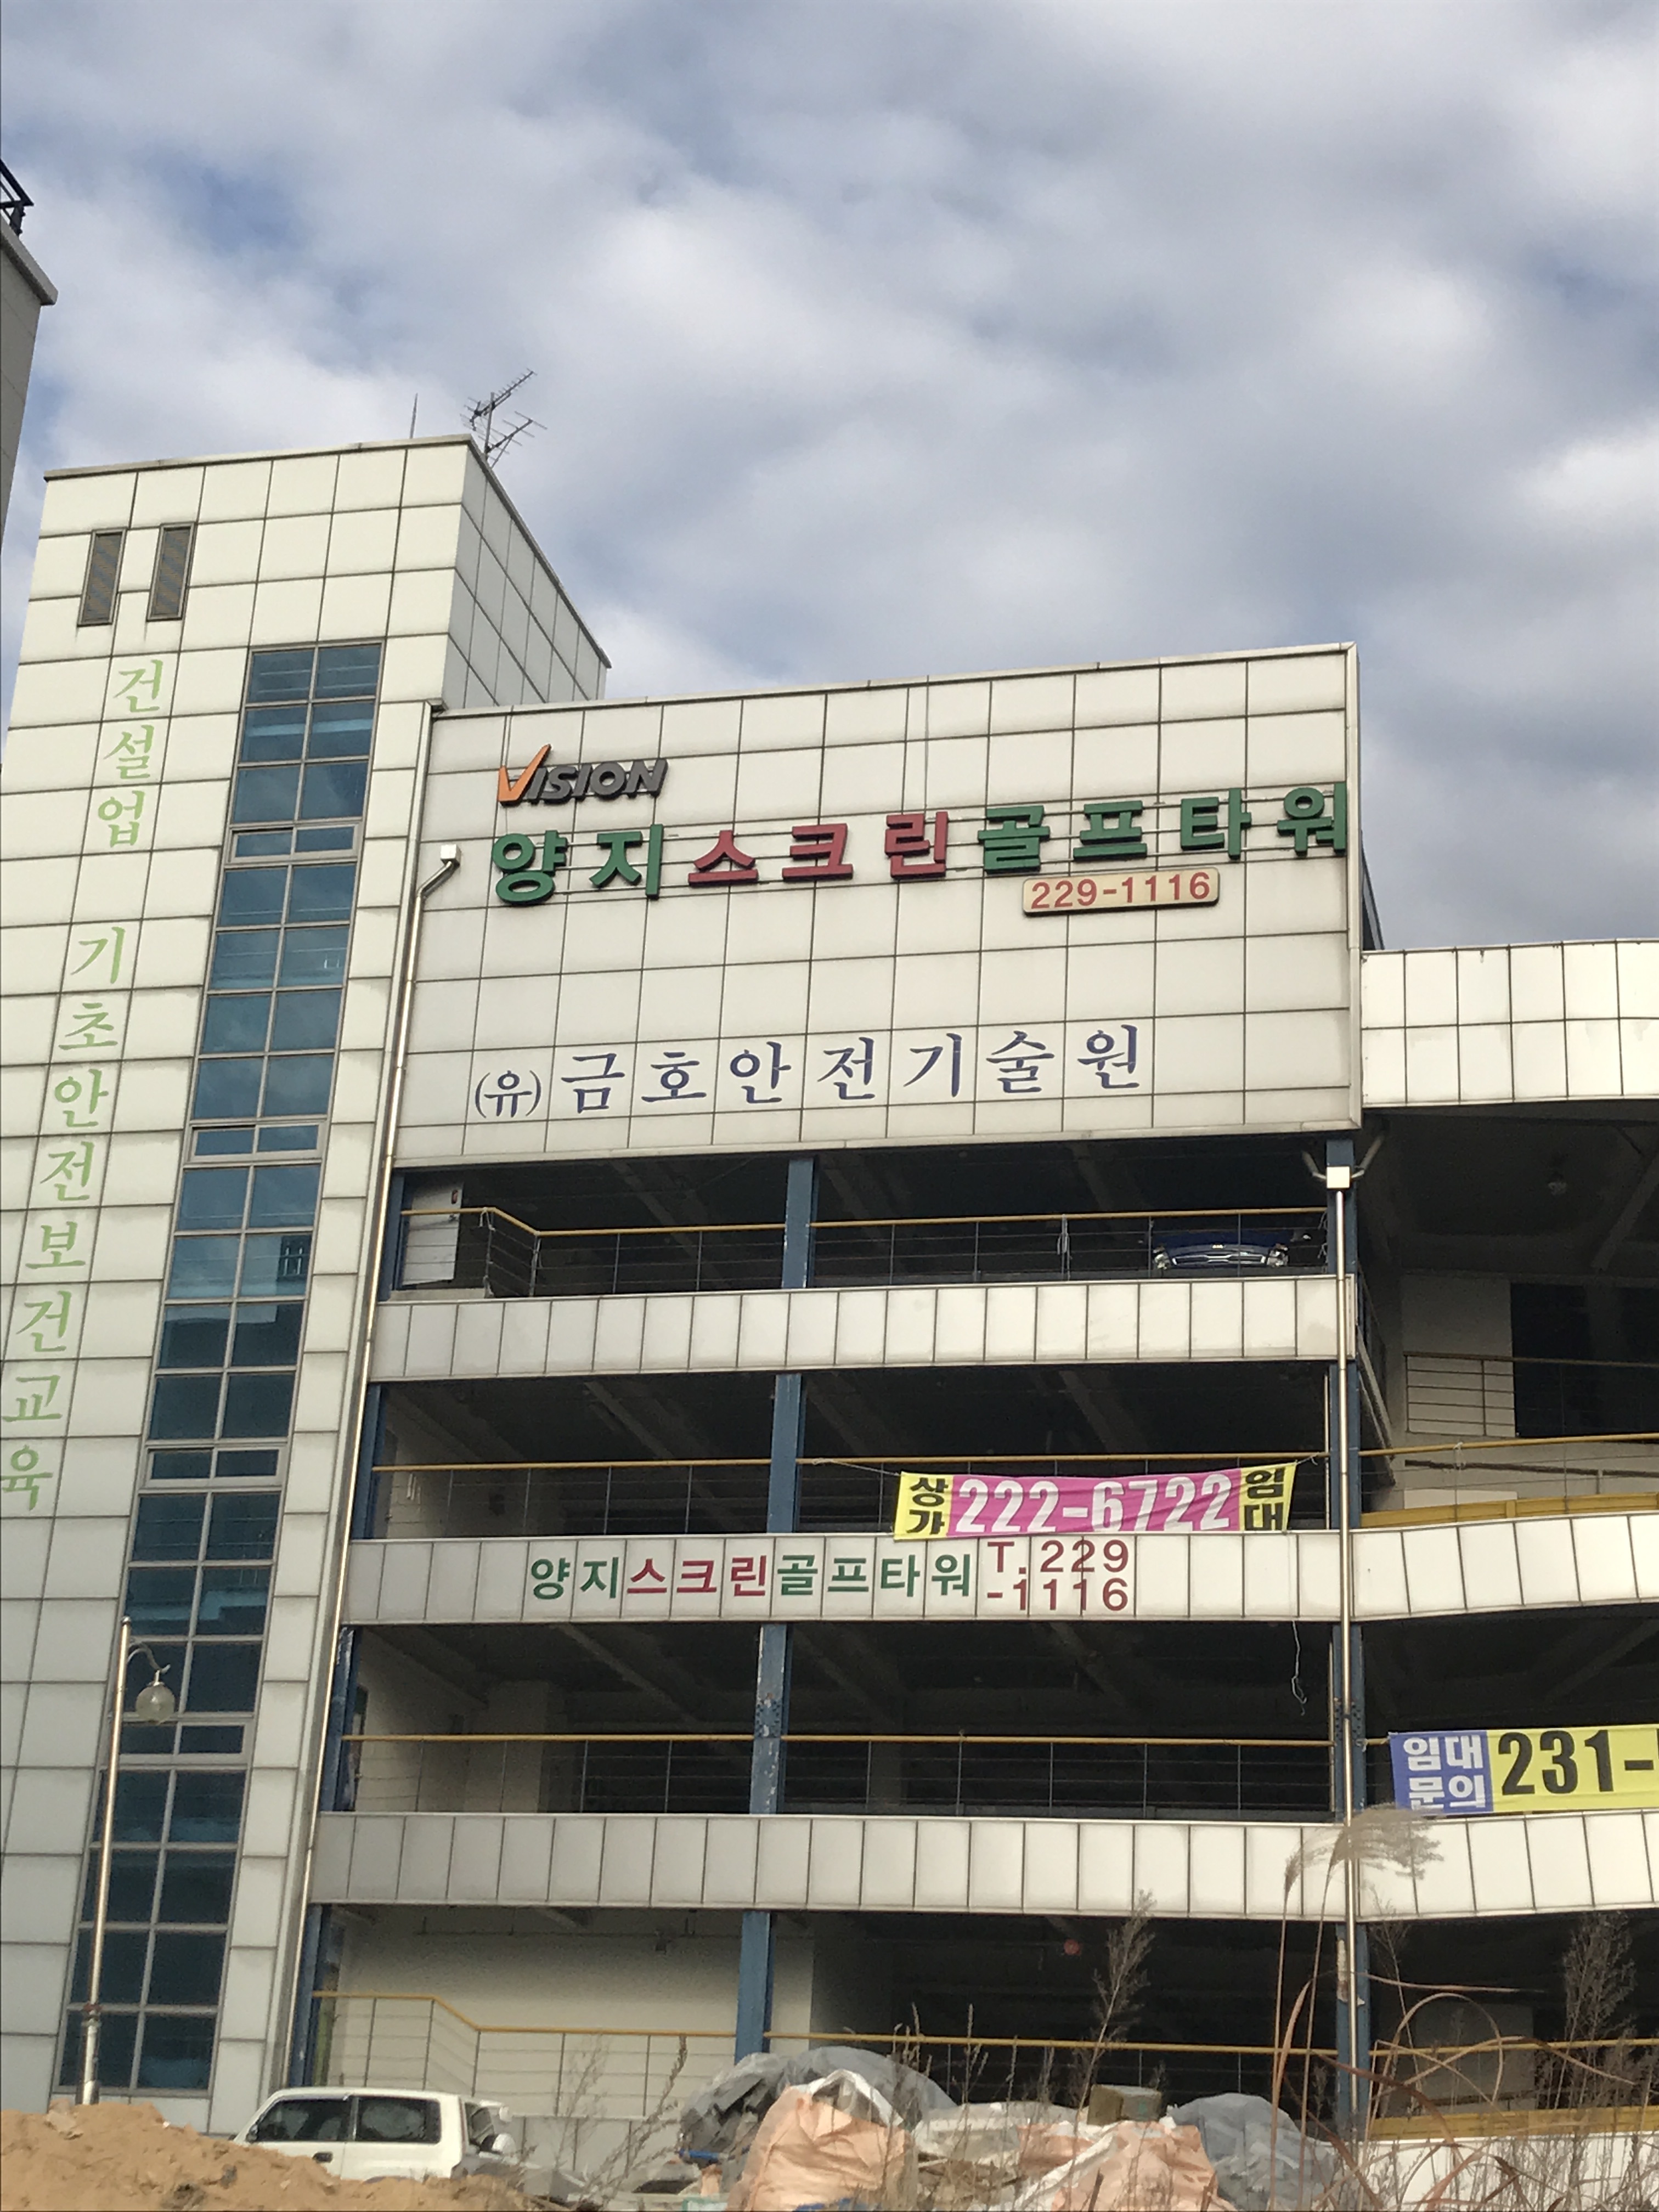 건설업 기초안전보건교육
VISION
양지스크린골프타워
229-1116
(유)금호안전기술원
상가 222-6722 임대
양지스크린골프타워 T.229
-1116
임대
문의 231-